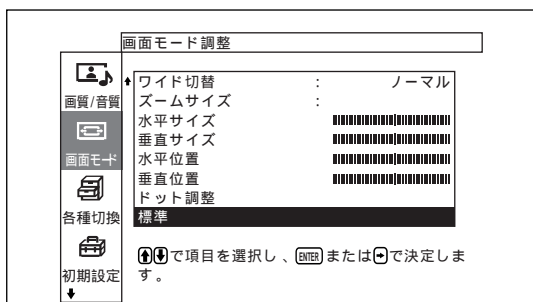 画面モード調整
画質/音質
画面モード
各種切換
初期設定
ワイド切替 : ノーマル
ズームサイズ :
水平サイズ
垂直サイズ
水平位置
垂直位置
ドット調整
標準
で項目を選択し、ENTERまたはで決定しま
す。